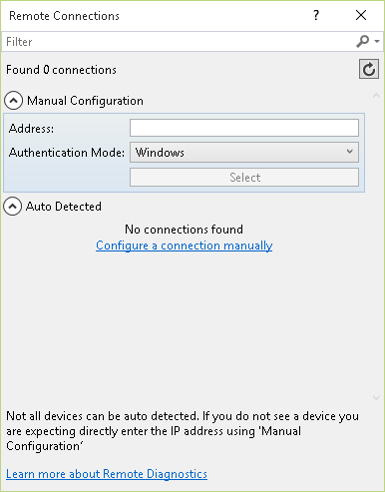 Remote Connections ?
Filter
Found 0 connections
Manual Configuration
Address:
Authentication Mode: Windows
Select
Auto Detected
No connections found
Configure a connection manually
Not all devices can be auto detected. If you do not see a device you
are expecting directly enter the IP address using 'Manual
Configuration'
Learn more about Remote Diagnostics